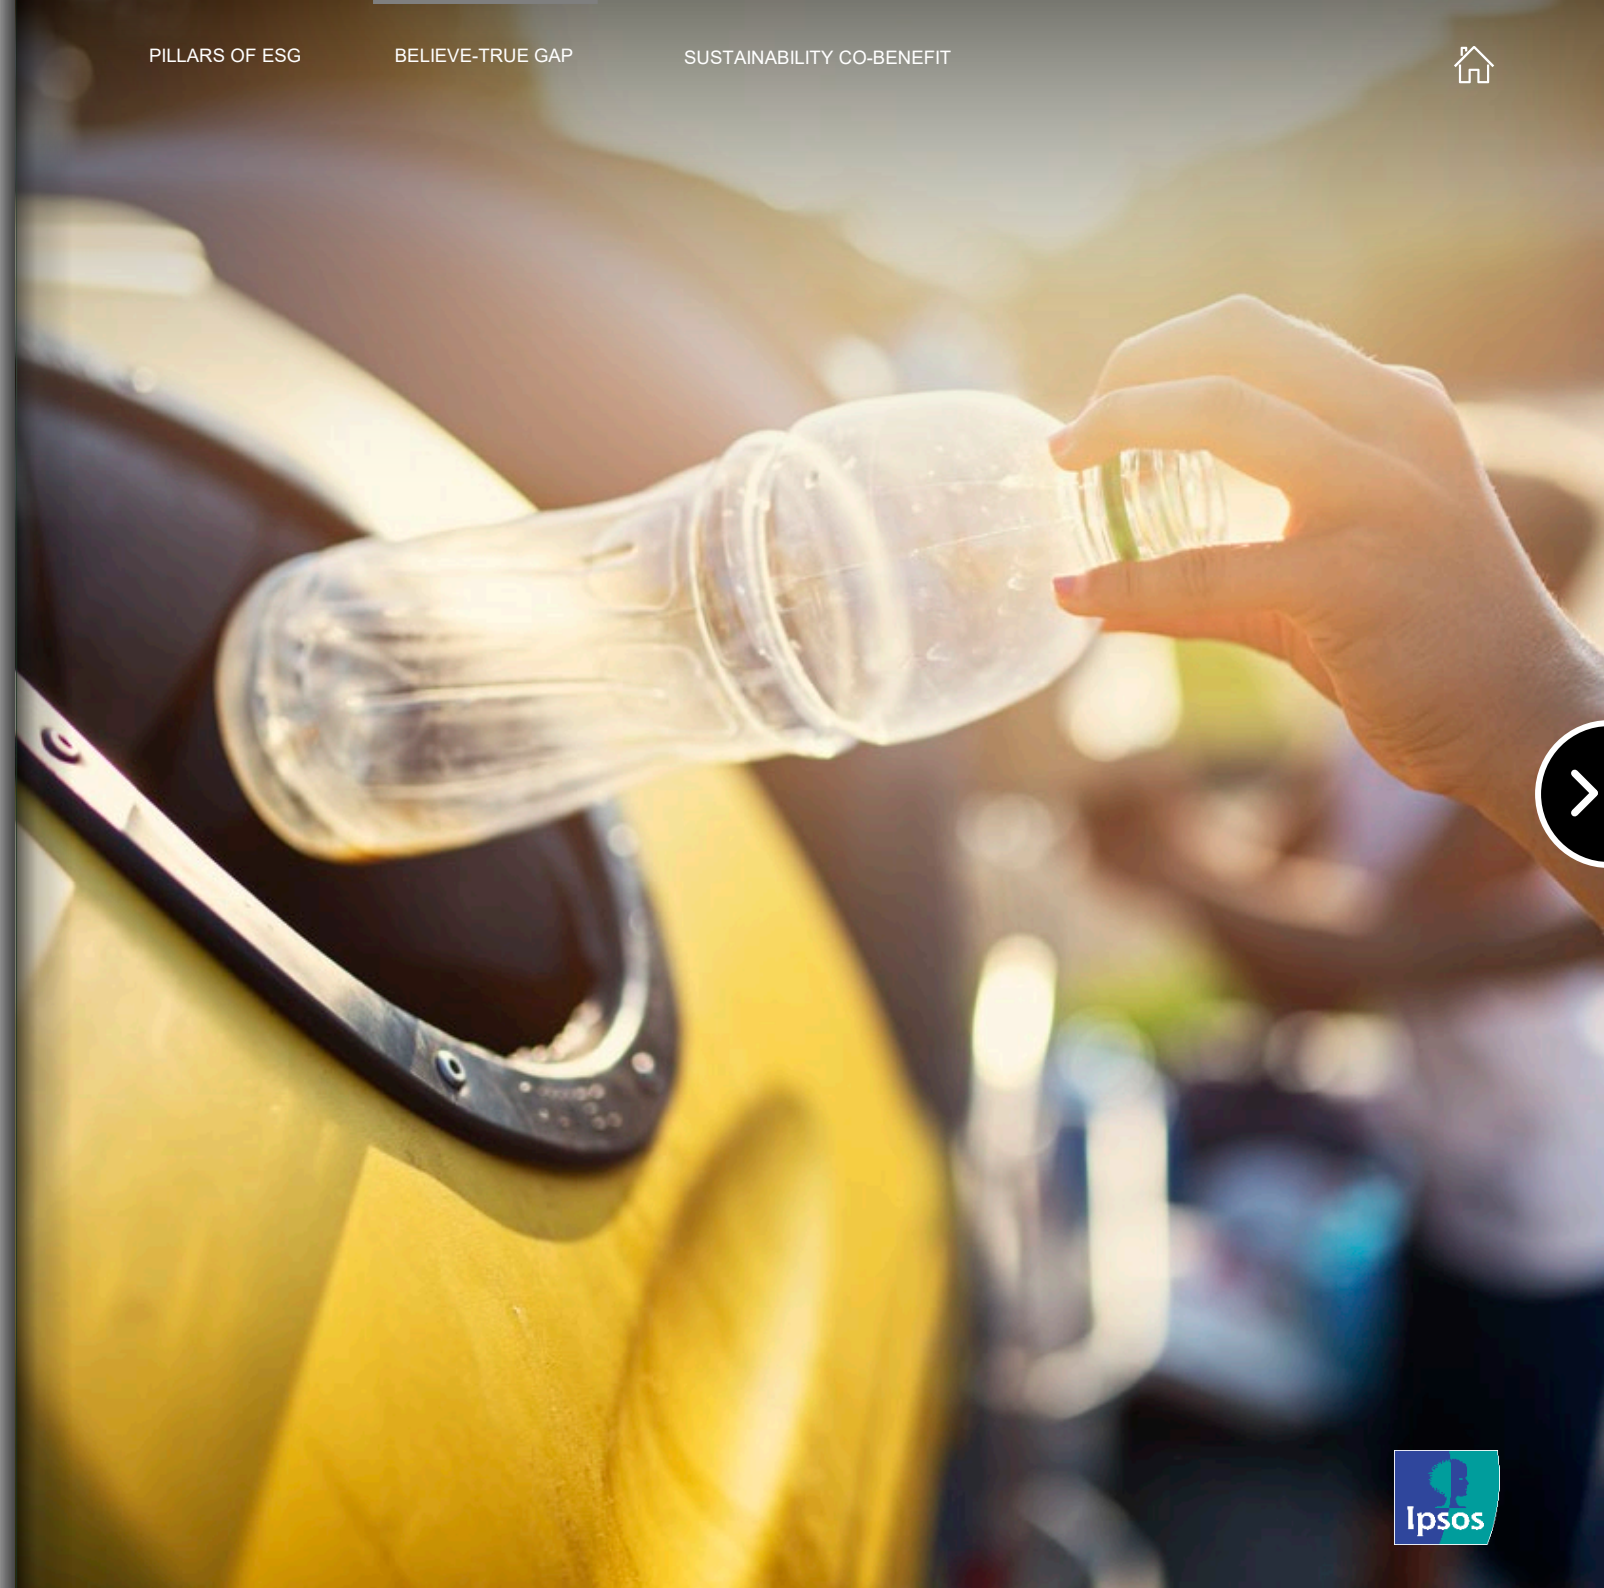 PILLARS OF ESG
BELIEVE-TRUE GAP
SUSTAINABILITY CO-BENEFIT
Ipsos